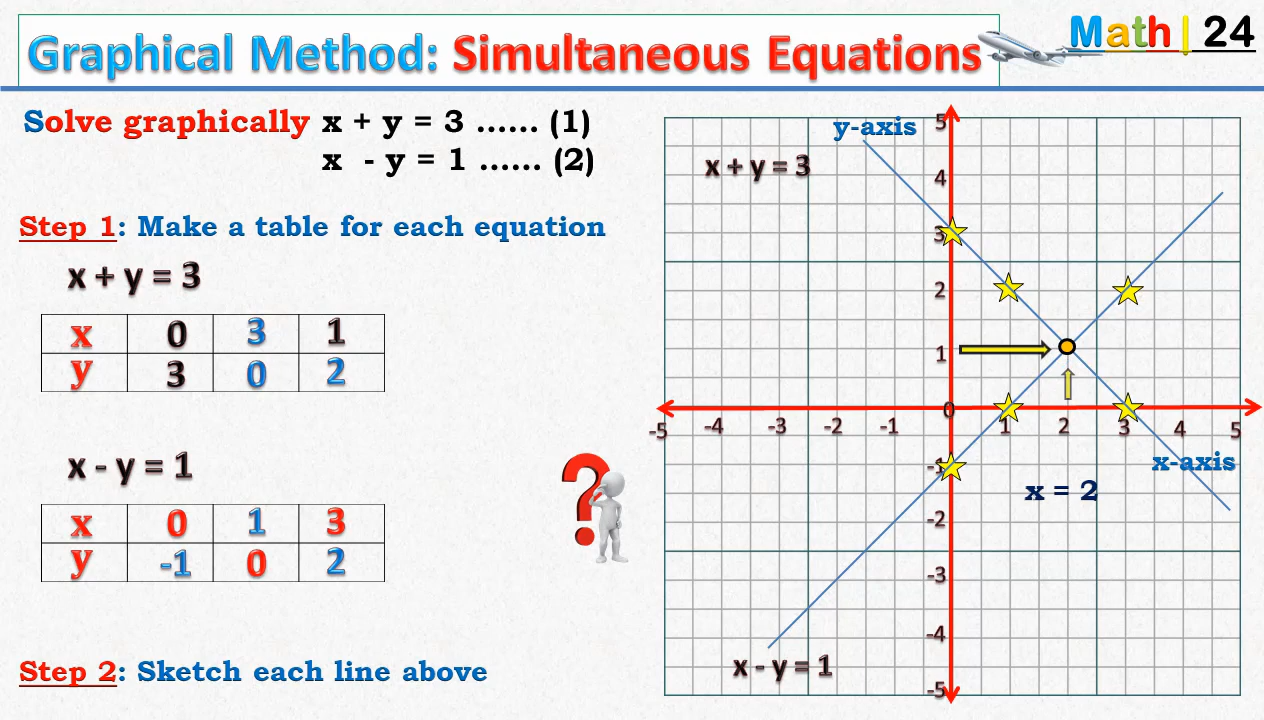 Graphical Method: Simultaneous Equations
Math | 24
Solve graphically x + y = 3 ...... (1)
x - y = 1 ...... (2)
Step 1: Make a table for each equation
x + y = 3
x 0 3 1
y 3 0 2
x - y = 1
x 0 1 3
y -1 0 2
?
Step 2: Sketch each line above
y-axis
5
x + y = 3
4
3
2
1
0
-5 -4 -3 -2 -1 1 2 3 4 5
x-axis
-1
x = 2
-2
-3
-4
x - y = 1
-5